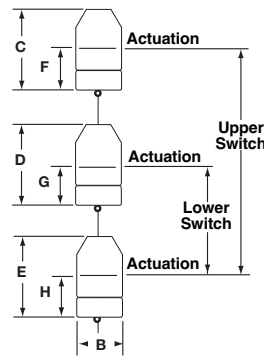 C
F
Actuation
Upper
Switch
D
G
Actuation
Lower
Switch
E
H
Actuation
B